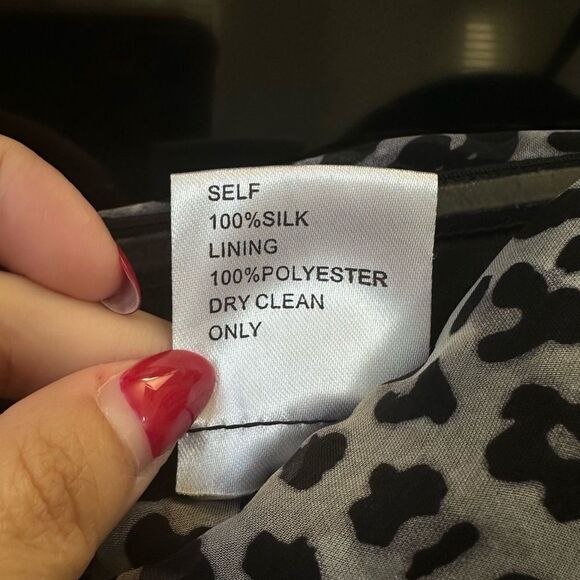 SELF
100%SILK
LINING
100%POLYESTER
DRY CLEAN
ONLY